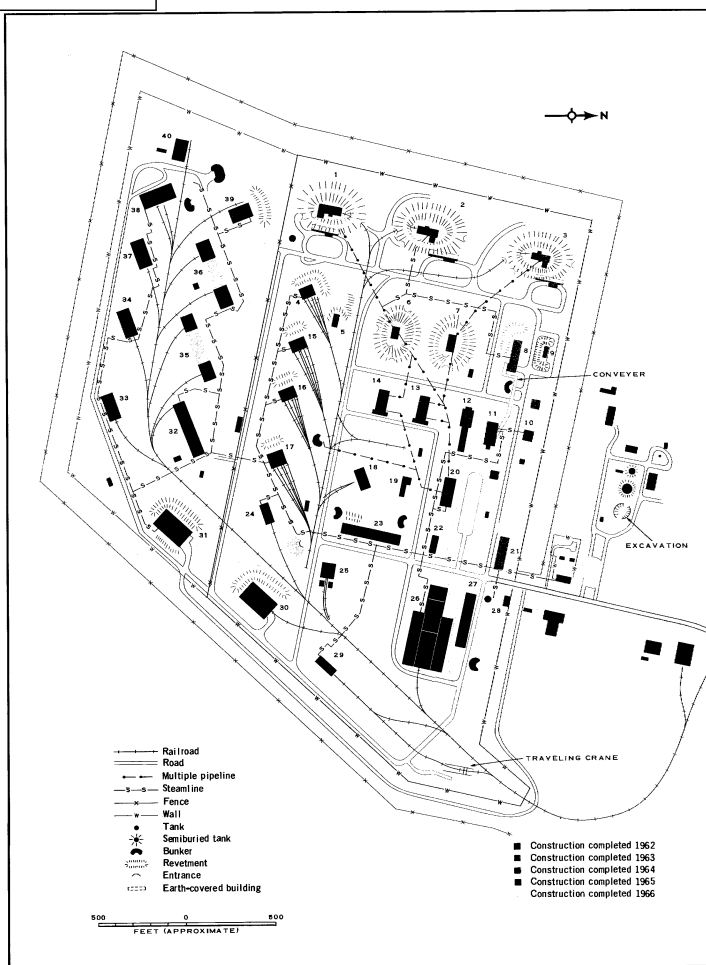 N
40
1
2
39
38
3
37
36
4
5
6
7
34
15
8
9
CONVEYER
35
14
13
16
12
33
11
10
32
17
18
19
20
24
31
EXCAVATION
23
22
21
25
26
27
30
28
29
TRAVELING CRANE
Railroad
Road
Multiple pipeline
S S Steamline
x x Fence
w w Wall
Tank
Semiburied tank
Bunker
Revetment
Entrance
Earth-covered building
Construction completed 1962
Construction completed 1963
Construction completed 1964
Construction completed 1965
Construction completed 1966
500 0 500
FEET (APPROXIMATE)